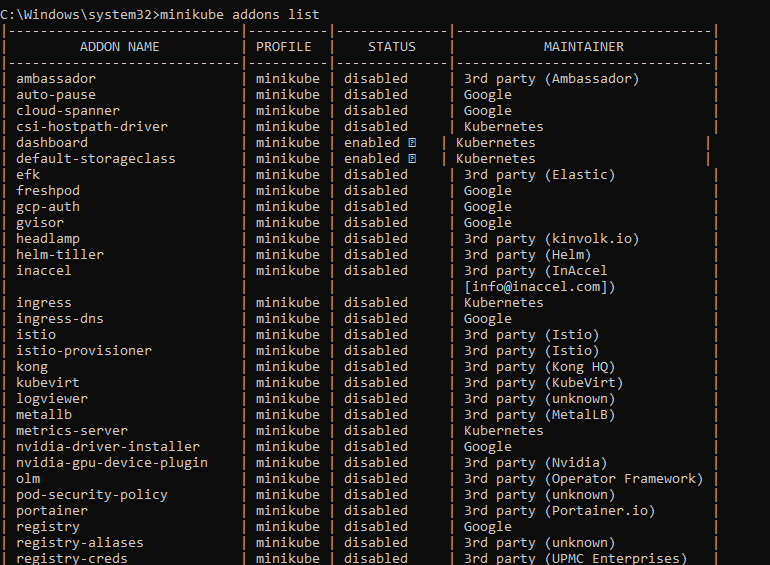 C:\Windows\system32>minikube addons list
|-----------------------------|----------|--------------|--------------------------------|
| ADDON NAME | PROFILE | STATUS | MAINTAINER |
|-----------------------------|----------|--------------|--------------------------------|
| ambassador | minikube | disabled | 3rd party (Ambassador) |
| auto-pause | minikube | disabled | Google |
| cloud-spanner | minikube | disabled | Google |
| csi-hostpath-driver | minikube | disabled | Kubernetes |
| dashboard | minikube | enabled | Kubernetes |
| default-storageclass | minikube | enabled | Kubernetes |
| efk | minikube | disabled | 3rd party (Elastic) |
| freshpod | minikube | disabled | Google |
| gcp-auth | minikube | disabled | Google |
| gvisor | minikube | disabled | Google |
| headlamp | minikube | disabled | 3rd party (kinvolk.io) |
| helm-tiller | minikube | disabled | 3rd party (Helm) |
| inaccel | minikube | disabled | 3rd party (InAccel |
| | | | [info@inaccel.com]) |
| ingress | minikube | disabled | Kubernetes |
| ingress-dns | minikube | disabled | Google |
| istio | minikube | disabled | 3rd party (Istio) |
| istio-provisioner | minikube | disabled | 3rd party (Istio) |
| kong | minikube | disabled | 3rd party (Kong HQ) |
| kubevirt | minikube | disabled | 3rd party (KubeVirt) |
| logviewer | minikube | disabled | 3rd party (unknown) |
| metallb | minikube | disabled | 3rd party (MetalLB) |
| metrics-server | minikube | disabled | Kubernetes |
| nvidia-driver-installer | minikube | disabled | Google |
| nvidia-gpu-device-plugin | minikube | disabled | 3rd party (Nvidia) |
| olm | minikube | disabled | 3rd party (Operator Framework) |
| pod-security-policy | minikube | disabled | 3rd party (unknown) |
| portainer | minikube | disabled | 3rd party (Portainer.io) |
| registry | minikube | disabled | Google |
| registry-aliases | minikube | disabled | 3rd party (unknown) |
| registry-creds | minikube | disabled | 3rd party (UPMC Enterprises) |